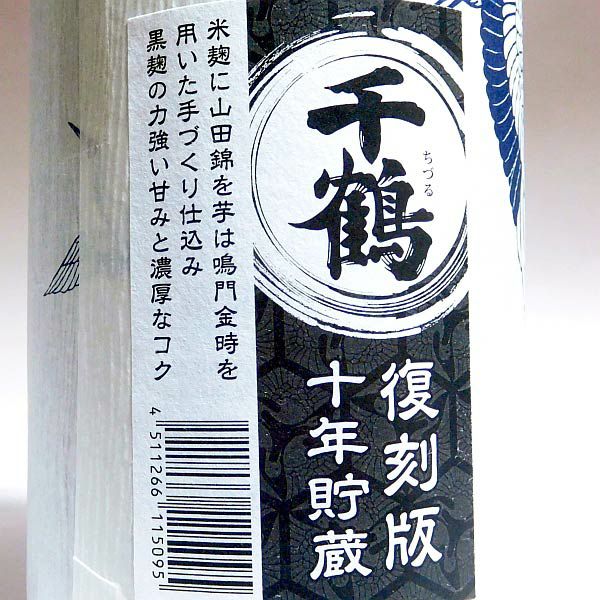 千鶴
ちづる
復刻版
十年貯蔵
米麹に山田錦を芋は鳴門金時を
用いた手づくり仕込み
黒麹の力強い甘みと濃厚なコク
4 511266 115095